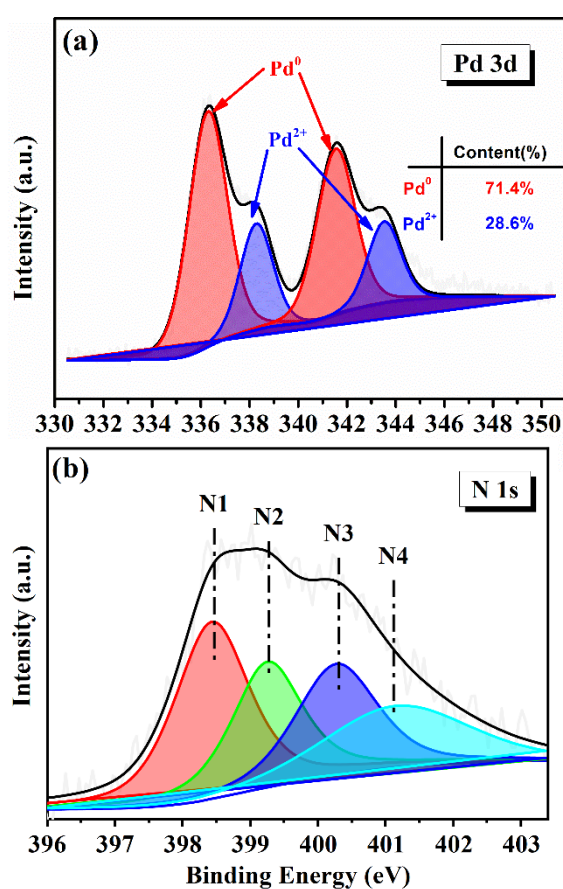 (a)
Pd 3d
Pd⁰
Pd²⁺
Content(%)
Pd⁰ 71.4%
Pd²⁺ 28.6%
Intensity (a.u.)
330 332 334 336 338 340 342 344 346 348 350
(b)
N 1s
N1
N2
N3
N4
Intensity (a.u.)
396 397 398 399 400 401 402 403
Binding Energy (eV)